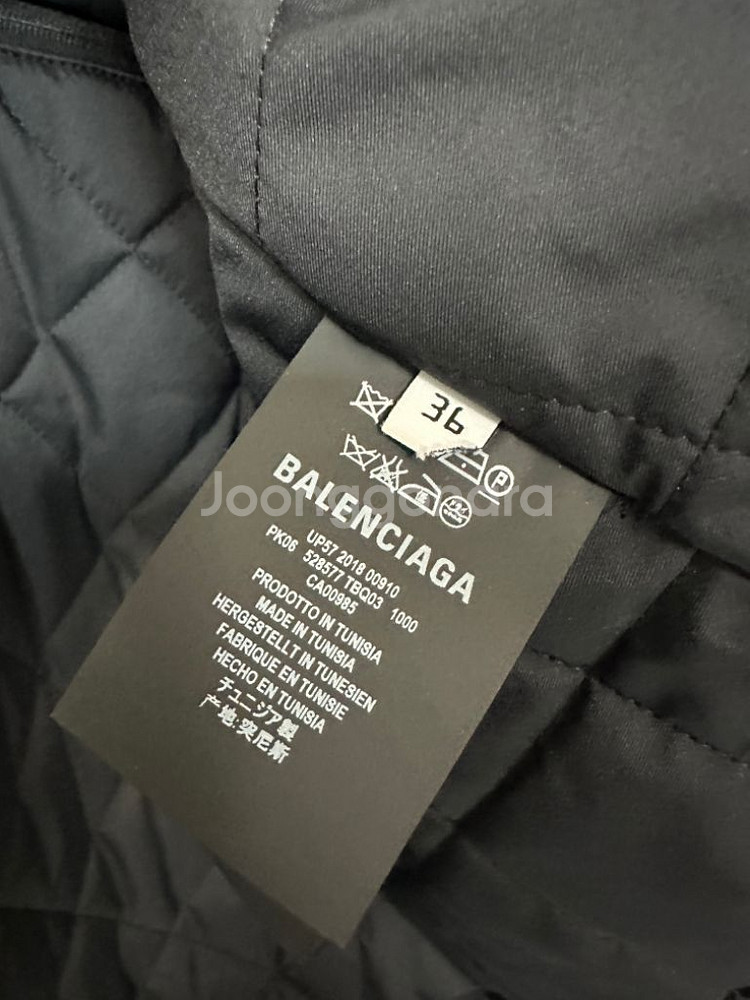 36
P
Joonggonara
BALENCIAGA
UP57 2018 00910
PK06 528577 TBQ03 1000
CA00985
PRODOTTO IN TUNISIA
MADE IN TUNISIA
HERGESTELLT IN TUNESIEN
FABRIQUE EN TUNISIE
HECHO EN TUNISIA
チュニジア製
产地:突尼斯